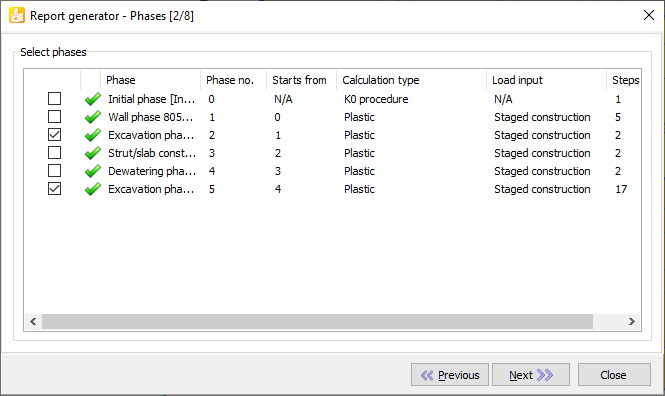 Report generator - Phases [2/8]
Select phases
Phase Phase no. Starts from Calculation type Load input Steps
Initial phase [In... 0 N/A K0 procedure N/A 1
Wall phase 805... 1 0 Plastic Staged construction 5
Excavation pha... 2 1 Plastic Staged construction 2
Strut/slab const... 3 2 Plastic Staged construction 2
Dewatering pha... 4 3 Plastic Staged construction 2
Excavation pha... 5 4 Plastic Staged construction 17
Previous Next Close